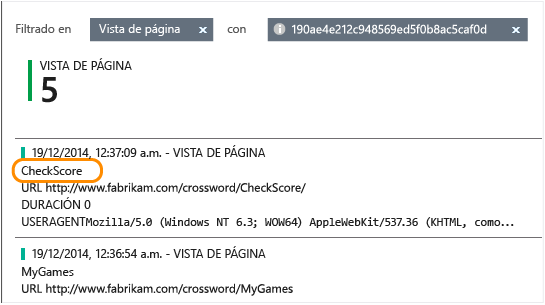 Filtrado en Vista de página x con i 190ae4e212c948569ed5f0b8ac5caf0d x
VISTA DE PÁGINA
5
19/12/2014, 12:37:09 a.m. - VISTA DE PÁGINA
CheckScore
URL http://www.fabrikam.com/crossword/CheckScore/
DURACIÓN 0
USERAGENTMozilla/5.0 (Windows NT 6.3; WOW64) AppleWebKit/537.36 (KHTML, como...
19/12/2014, 12:36:54 a.m. - VISTA DE PÁGINA
MyGames
URL http://www.fabrikam.com/crossword/MyGames